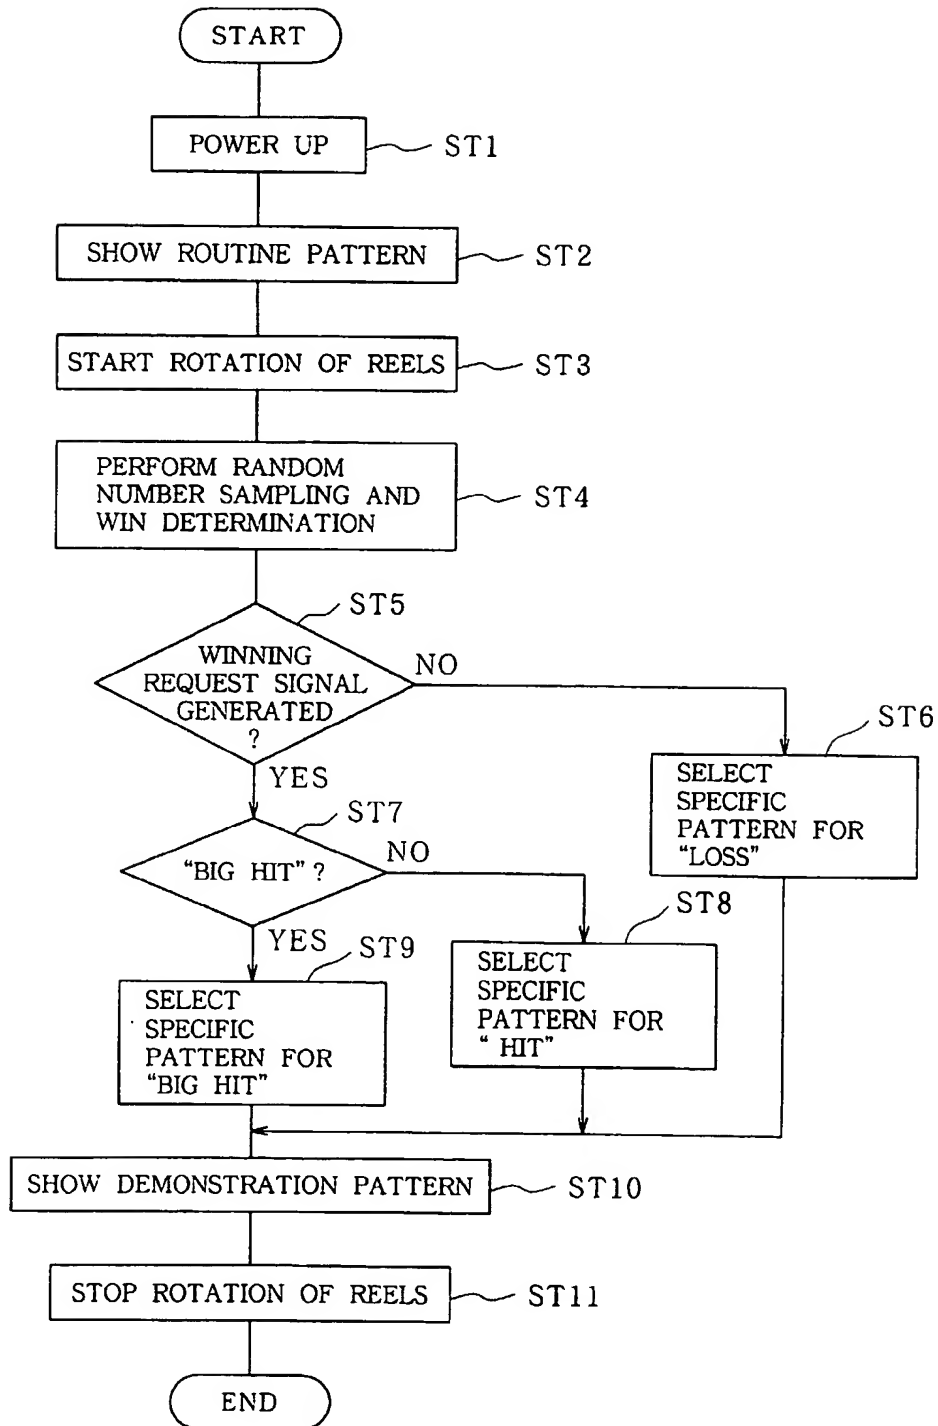 START
POWER UP
ST1
SHOW ROUTINE PATTERN
ST2
START ROTATION OF REELS
ST3
PERFORM RANDOM
NUMBER SAMPLING AND
WIN DETERMINATION
ST4
ST5
WINNING
REQUEST SIGNAL
GENERATED
?
NO
YES
ST6
SELECT
SPECIFIC
PATTERN FOR
“LOSS”
ST7
“BIG HIT” ?
NO
YES
ST8
SELECT
SPECIFIC
PATTERN FOR
“ HIT”
ST9
SELECT
SPECIFIC
PATTERN FOR
“BIG HIT”
SHOW DEMONSTRATION PATTERN
ST10
STOP ROTATION OF REELS
ST11
END